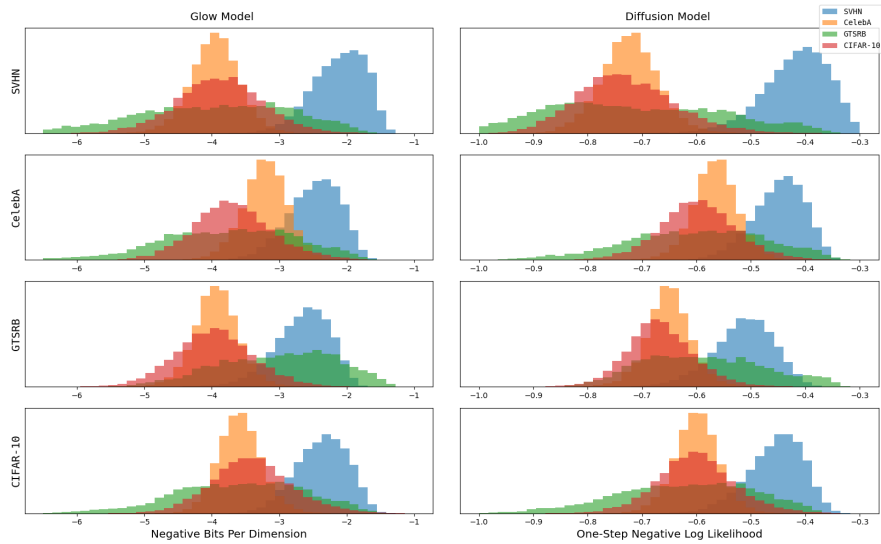 Glow Model
Diffusion Model
SVHN
CelebA
GTSRB
CIFAR-10
SVHN
−6 −5 −4 −3 −2 −1
−1.0 −0.9 −0.8 −0.7 −0.6 −0.5 −0.4 −0.3
CelebA
−6 −5 −4 −3 −2 −1
−1.0 −0.9 −0.8 −0.7 −0.6 −0.5 −0.4 −0.3
GTSRB
−6 −5 −4 −3 −2 −1
−1.0 −0.9 −0.8 −0.7 −0.6 −0.5 −0.4 −0.3
CIFAR-10
−6 −5 −4 −3 −2 −1
−1.0 −0.9 −0.8 −0.7 −0.6 −0.5 −0.4 −0.3
Negative Bits Per Dimension
One-Step Negative Log Likelihood